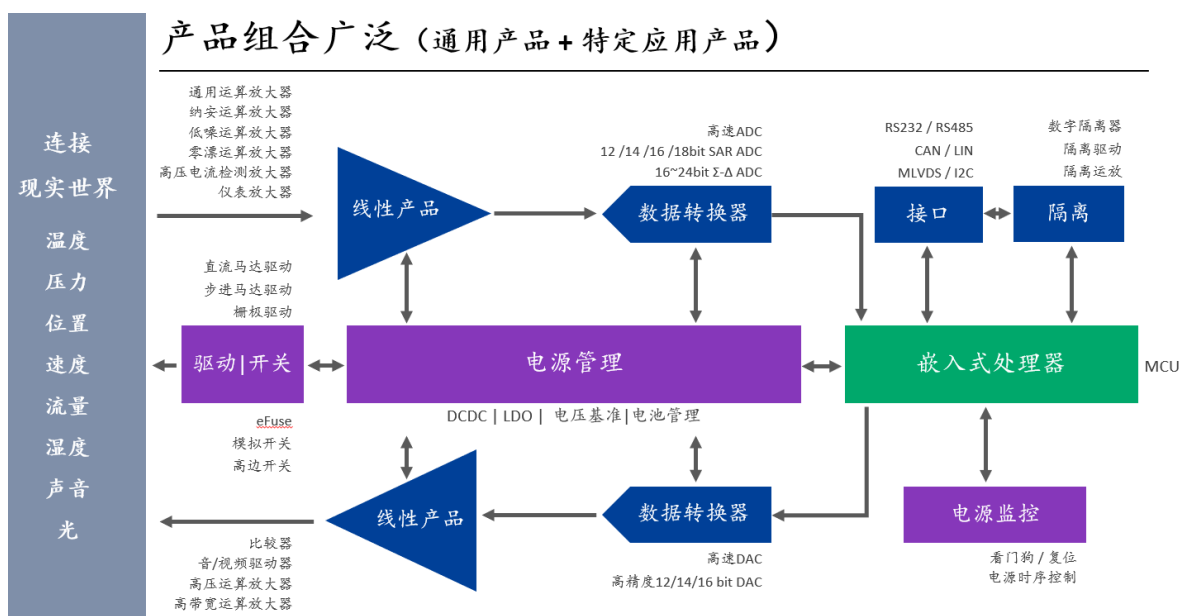 产品组合广泛（通用产品 + 特定应用产品）
连接
现实世界
温度
压力
位置
速度
流量
湿度
声音
光
通用运算放大器
纳安运算放大器
低噪运算放大器
零漂运算放大器
高压电流检测放大器
仪表放大器
线性产品
高速ADC
12 /14 /16 /18bit SAR ADC
16~24bit Σ-Δ ADC
数据转换器
RS232 / RS485
CAN / LIN
MLVDS / I2C
接口
数字隔离器
隔离驱动
隔离运放
隔离
直流马达驱动
步进马达驱动
栅极驱动
驱动|开关
eFuse
模拟开关
高边开关
电源管理
DCDC | LDO | 电压基准|电池管理
嵌入式处理器
MCU
线性产品
比较器
音/视频驱动器
高压运算放大器
高带宽运算放大器
数据转换器
高速DAC
高精度12/14/16 bit DAC
电源监控
看门狗 / 复位
电源时序控制